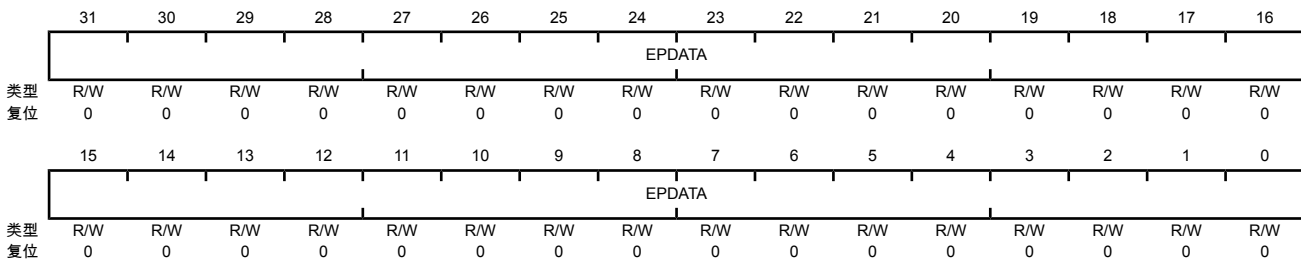 31 30 29 28 27 26 25 24 23 22 21 20 19 18 17 16
EPDATA
类型 R/W R/W R/W R/W R/W R/W R/W R/W R/W R/W R/W R/W R/W R/W R/W R/W
复位 0 0 0 0 0 0 0 0 0 0 0 0 0 0 0 0
15 14 13 12 11 10 9 8 7 6 5 4 3 2 1 0
EPDATA
类型 R/W R/W R/W R/W R/W R/W R/W R/W R/W R/W R/W R/W R/W R/W R/W R/W
复位 0 0 0 0 0 0 0 0 0 0 0 0 0 0 0 0